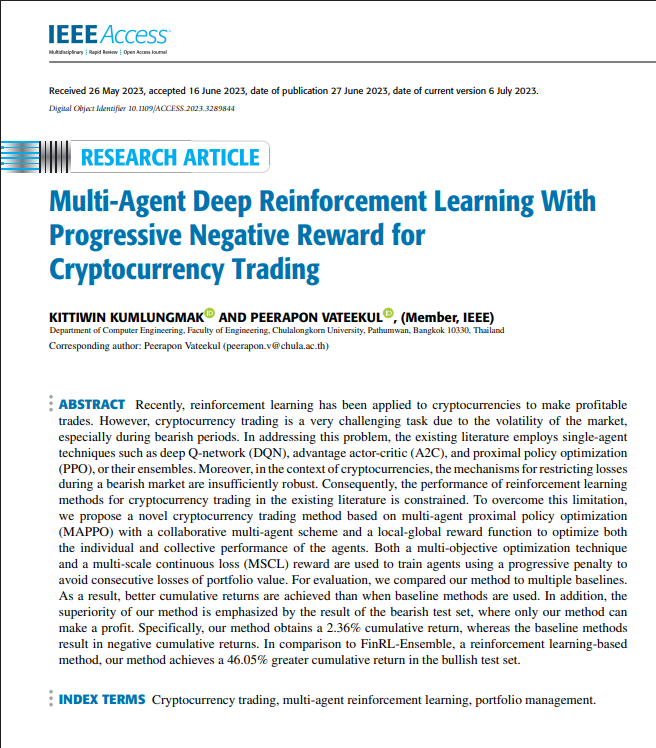 IEEE Access
Multidisciplinary | Rapid Review | Open Access Journal
Received 26 May 2023, accepted 16 June 2023, date of publication 27 June 2023, date of current version 6 July 2023.
Digital Object Identifier 10.1109/ACCESS.2023.3289844
RESEARCH ARTICLE
Multi-Agent Deep Reinforcement Learning With
Progressive Negative Reward for
Cryptocurrency Trading
KITTIWIN KUMLUNGMAK AND PEERAPON VATEEKUL, (Member, IEEE)
Department of Computer Engineering, Faculty of Engineering, Chulalongkorn University, Pathumwan, Bangkok 10330, Thailand
Corresponding author: Peerapon Vateekul (peerapon.v@chula.ac.th)
ABSTRACT Recently, reinforcement learning has been applied to cryptocurrencies to make profitable
trades. However, cryptocurrency trading is a very challenging task due to the volatility of the market,
especially during bearish periods. In addressing this problem, the existing literature employs single-agent
techniques such as deep Q-network (DQN), advantage actor-critic (A2C), and proximal policy optimization
(PPO), or their ensembles. Moreover, in the context of cryptocurrencies, the mechanisms for restricting losses
during a bearish market are insufficiently robust. Consequently, the performance of reinforcement learning
methods for cryptocurrency trading in the existing literature is constrained. To overcome this limitation,
we propose a novel cryptocurrency trading method based on multi-agent proximal policy optimization
(MAPPO) with a collaborative multi-agent scheme and a local-global reward function to optimize both
the individual and collective performance of the agents. Both a multi-objective optimization technique
and a multi-scale continuous loss (MSCL) reward are used to train agents using a progressive penalty to
avoid consecutive losses of portfolio value. For evaluation, we compared our method to multiple baselines.
As a result, better cumulative returns are achieved than when baseline methods are used. In addition, the
superiority of our method is emphasized by the result of the bearish test set, where only our method can
make a profit. Specifically, our method obtains a 2.36% cumulative return, whereas the baseline methods
result in negative cumulative returns. In comparison to FinRL-Ensemble, a reinforcement learning-based
method, our method achieves a 46.05% greater cumulative return in the bullish test set.
INDEX TERMS Cryptocurrency trading, multi-agent reinforcement learning, portfolio management.